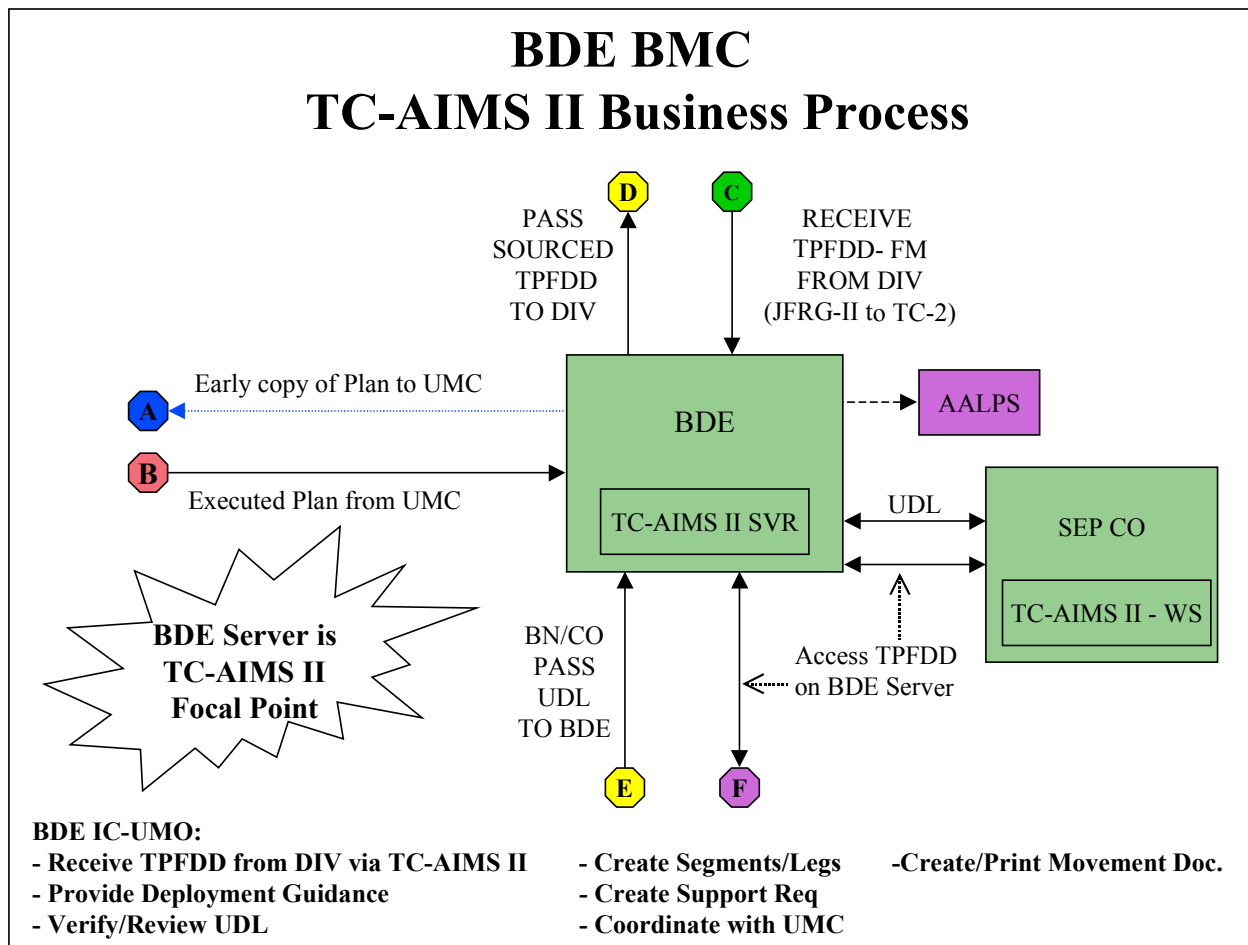 BDE BMC
TC-AIMS II Business Process
D
C
PASS
SOURCED
TPFDD
TO DIV
RECEIVE
TPFDD- FM
FROM DIV
(JFRG-II to TC-2)
Early copy of Plan to UMC
A
B
Executed Plan from UMC
BDE
TC-AIMS II SVR
AALPS
UDL
SEP CO
TC-AIMS II - WS
BDE Server is
TC-AIMS II
Focal Point
BN/CO
PASS
UDL
TO BDE
Access TPFDD
on BDE Server
E
F
BDE IC-UMO:
- Receive TPFDD from DIV via TC-AIMS II
- Provide Deployment Guidance
- Verify/Review UDL
- Create Segments/Legs
- Create Support Req
- Coordinate with UMC
-Create/Print Movement Doc.